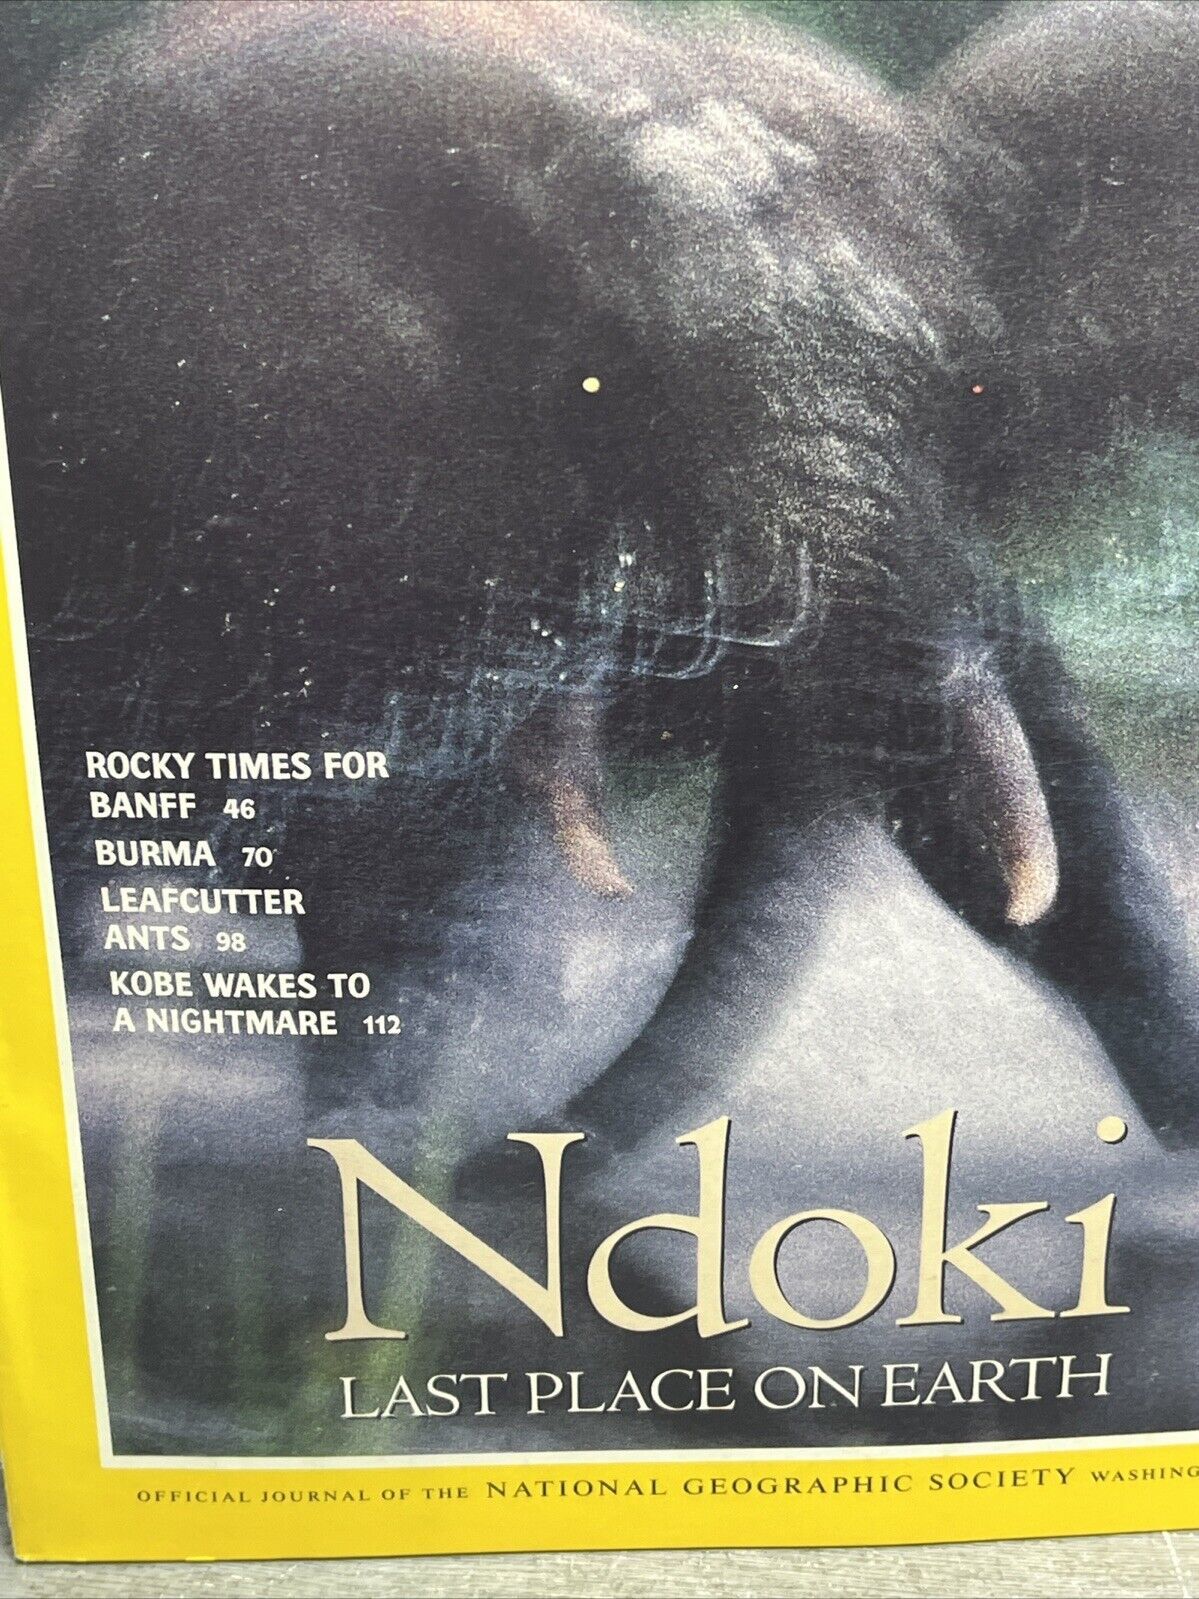 ROCKY TIMES FOR
BANFF 46
BURMA 70
LEAFCUTTER
ANTS 98
KOBE WAKES TO
A NIGHTMARE 112
Ndoki
LAST PLACE ON EARTH
OFFICIAL JOURNAL OF THE NATIONAL GEOGRAPHIC SOCIETY WASHING